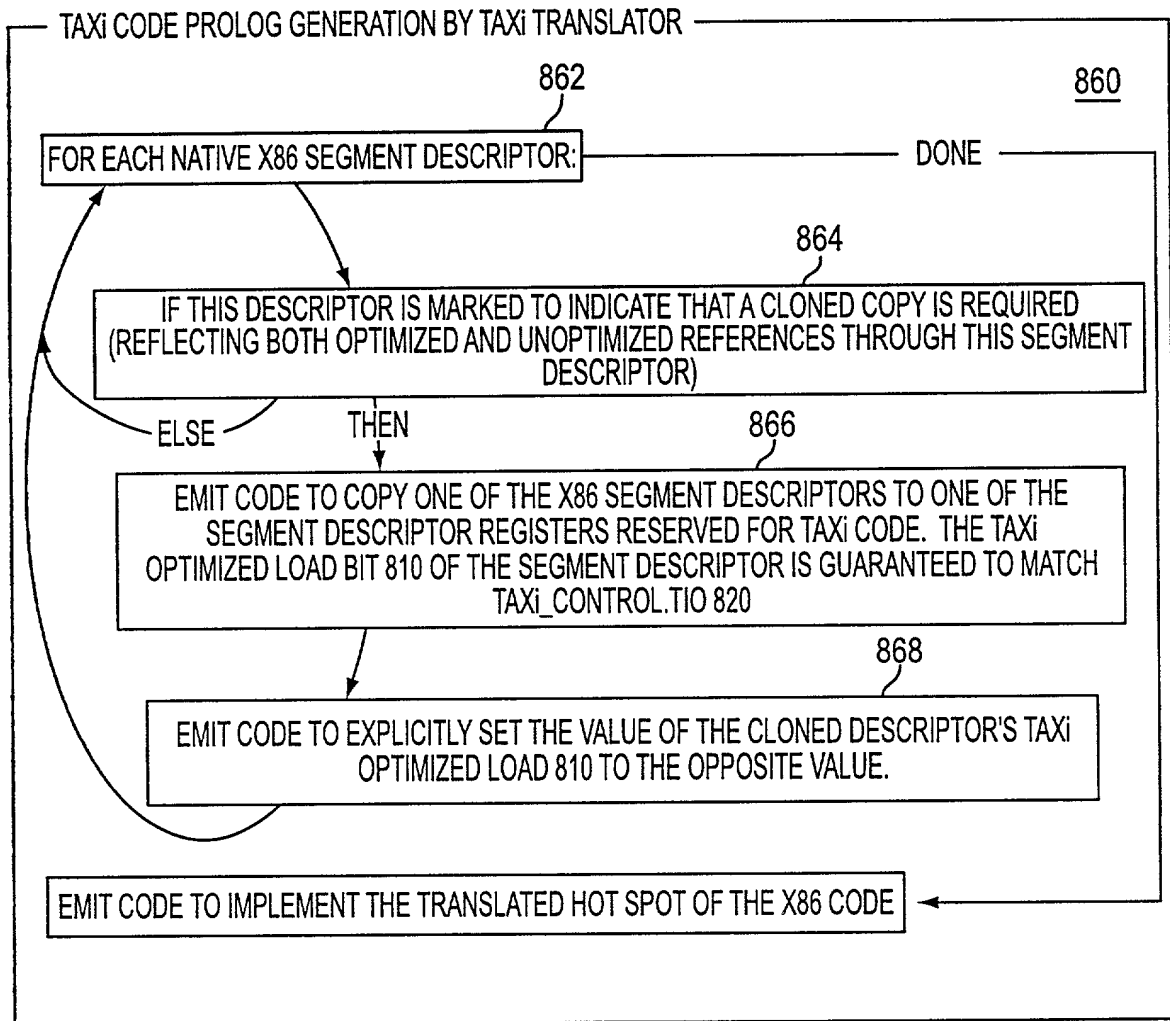 TAXi CODE PROLOG GENERATION BY TAXi TRANSLATOR
860
862
FOR EACH NATIVE X86 SEGMENT DESCRIPTOR:
DONE
864
IF THIS DESCRIPTOR IS MARKED TO INDICATE THAT A CLONED COPY IS REQUIRED
(REFLECTING BOTH OPTIMIZED AND UNOPTIMIZED REFERENCES THROUGH THIS SEGMENT
DESCRIPTOR)
ELSE
THEN
866
EMIT CODE TO COPY ONE OF THE X86 SEGMENT DESCRIPTORS TO ONE OF THE
SEGMENT DESCRIPTOR REGISTERS RESERVED FOR TAXi CODE. THE TAXi
OPTIMIZED LOAD BIT 810 OF THE SEGMENT DESCRIPTOR IS GUARANTEED TO MATCH
TAXi_CONTROL.TIO 820
868
EMIT CODE TO EXPLICITLY SET THE VALUE OF THE CLONED DESCRIPTOR'S TAXi
OPTIMIZED LOAD 810 TO THE OPPOSITE VALUE.
EMIT CODE TO IMPLEMENT THE TRANSLATED HOT SPOT OF THE X86 CODE